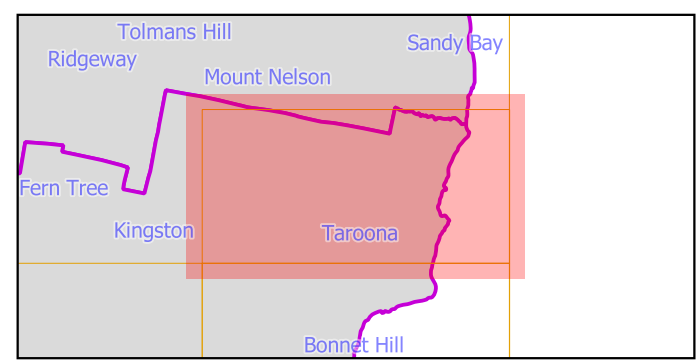 Tolmans Hill
Sandy Bay
Ridgeway
Mount Nelson
Fern Tree
Kingston
Taroona
Bonnet Hill